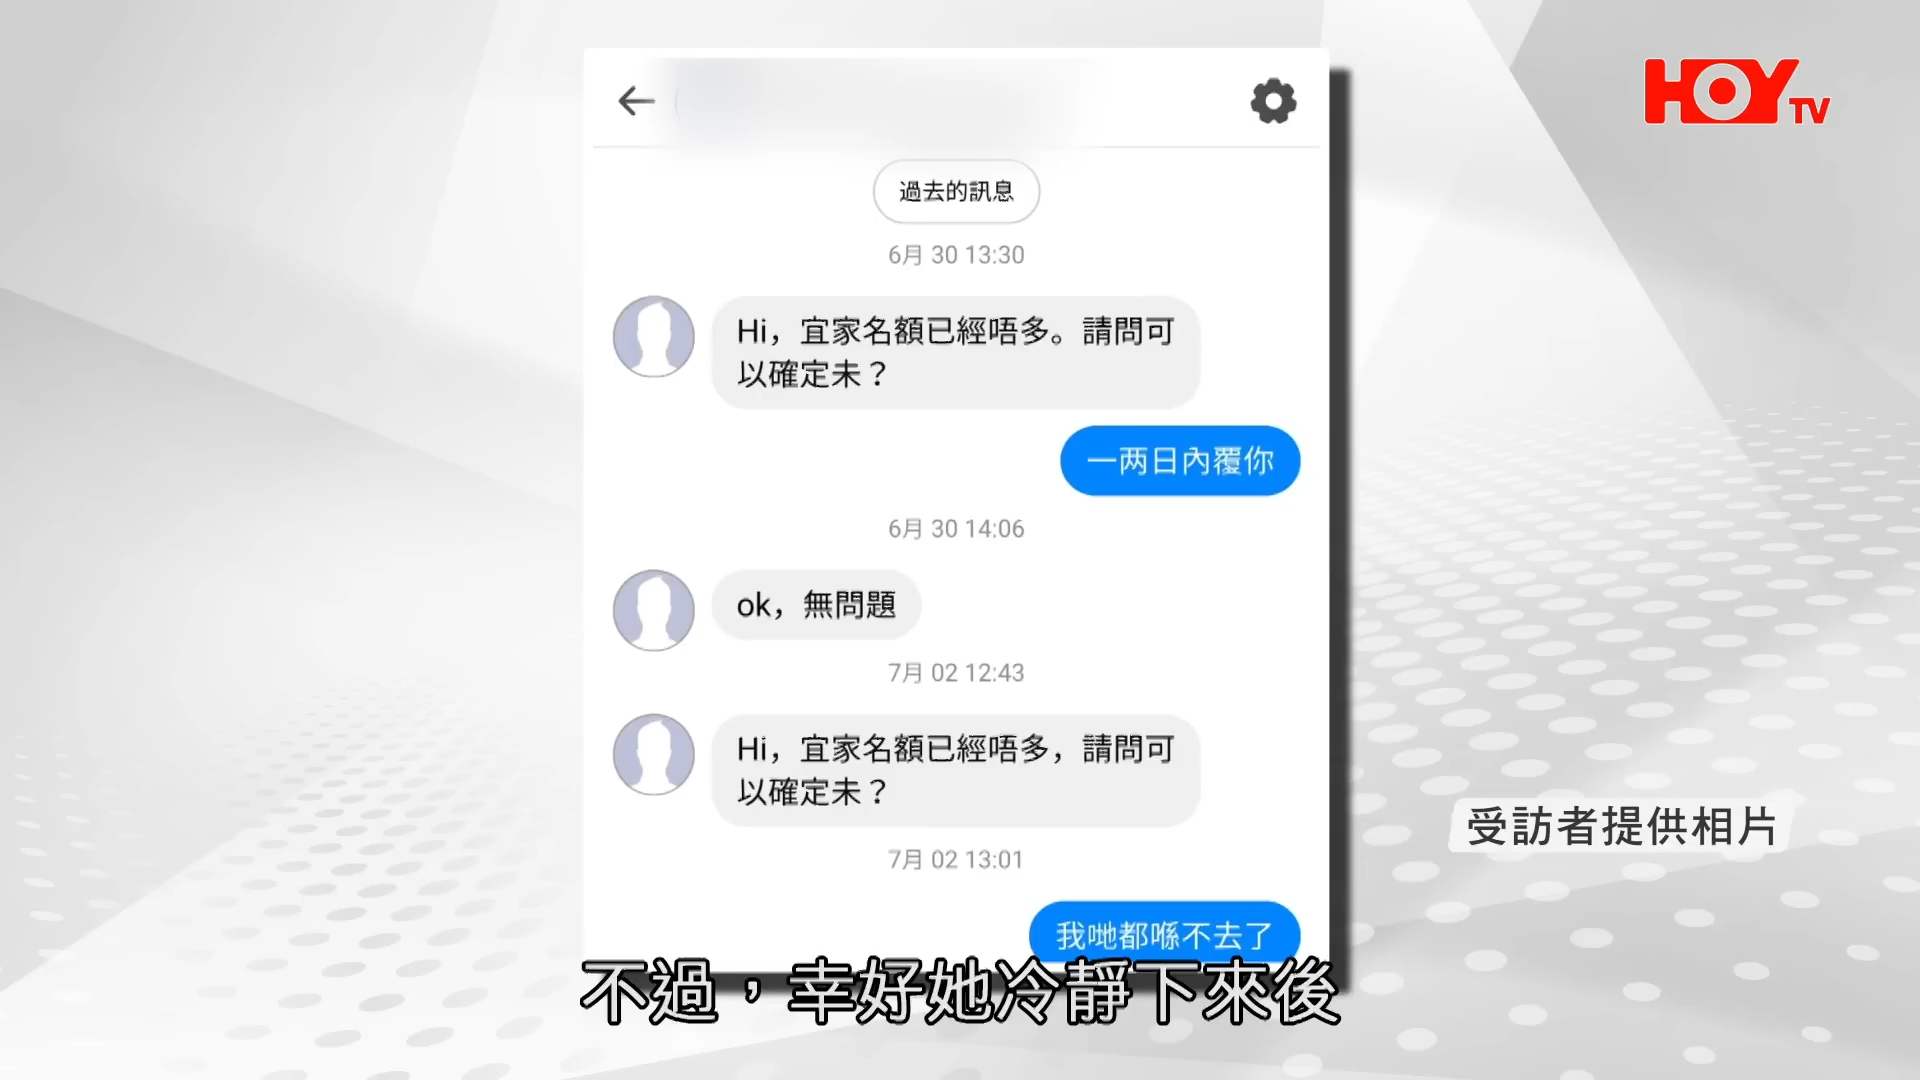 HOY TV
過去的訊息
6月 30 13:30
Hi，宜家名額已經唔多。請問可
以確定未？
一两日內覆你
6月 30 14:06
ok，無問題
7月 02 12:43
Hi，宜家名額已經唔多，請問可
以確定未？
7月 02 13:01
我哋都喺不去了
受訪者提供相片
不過，幸好她冷靜下來後